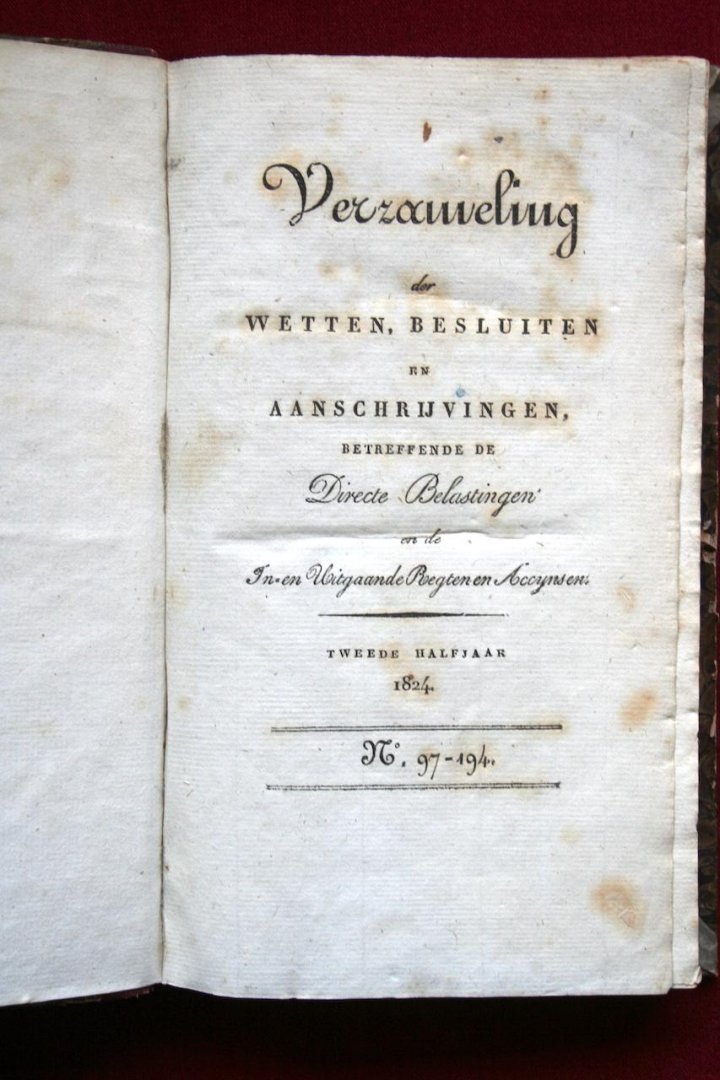 Verzameling
der
WETTEN, BESLUITEN
EN
AANSCHRIJVINGEN,
BETREFFENDE DE
Directe Belastingen
en de
In- en Uitgaande Regten en Accynsen.
TWEEDE HALFJAAR
1824.
No. 97-194.